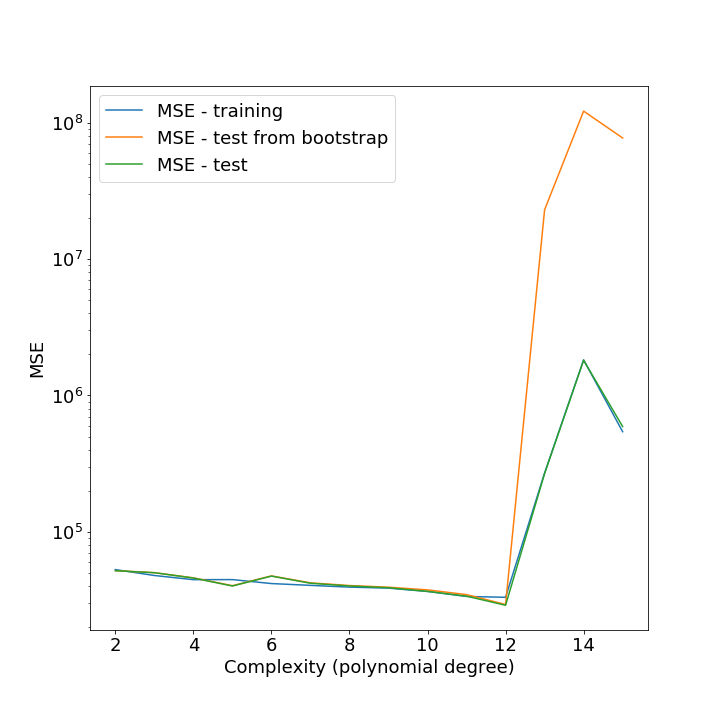 MSE - training
MSE - test from bootstrap
MSE - test
10^8
10^7
10^6
10^5
MSE
2 4 6 8 10 12 14
Complexity (polynomial degree)